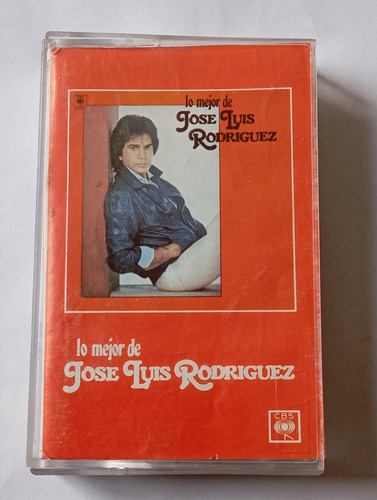 lo mejor de
JOSE LUIS
RODRIGUEZ
lo mejor de
JOSE LUIS RODRIGUEZ
CBS